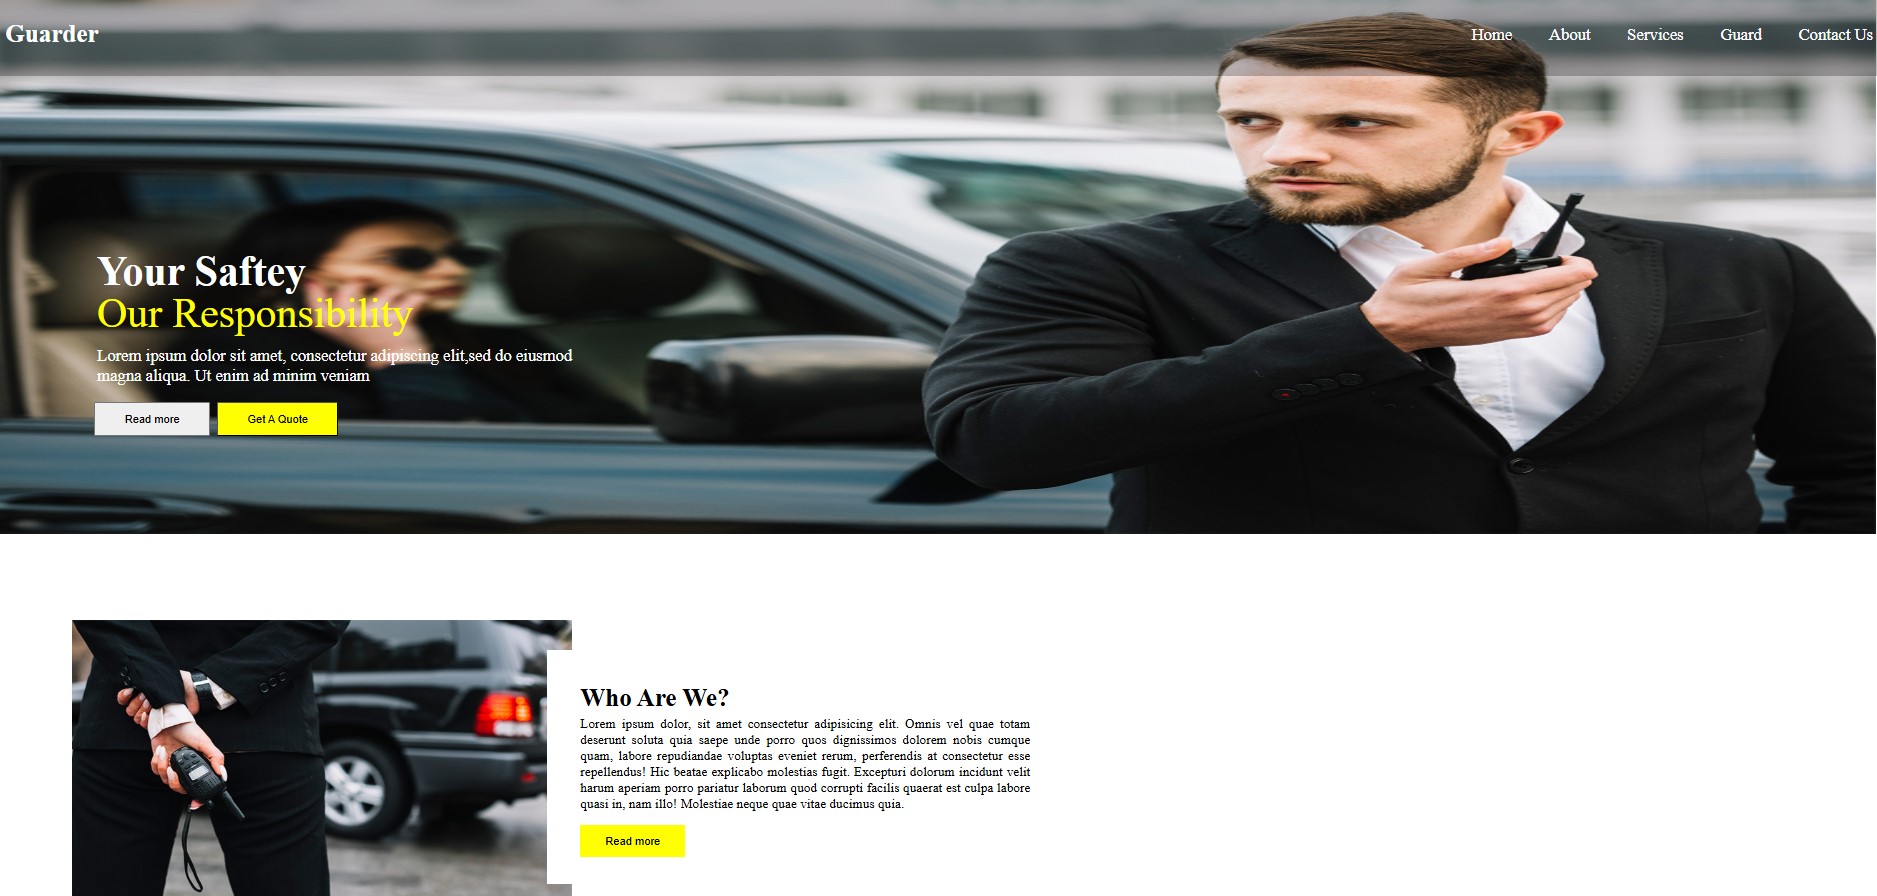 Guarder
Home About Services Guard Contact Us
Your Saftey
Our Responsibility
Lorem ipsum dolor sit amet, consectetur adipiscing elit,sed do eiusmod
magna aliqua. Ut enim ad minim veniam
Read more Get A Quote
Who Are We?
Lorem ipsum dolor, sit amet consectetur adipisicing elit. Omnis vel quae totam
deserunt soluta quia saepe unde porro quos dignissimos dolorem nobis cumque
quam, labore repudiandae voluptas eveniet rerum, perferendis at consectetur esse
repellendus! Hic beatae explicabo molestias fugit. Excepturi dolorum incidunt velit
harum aperiam porro pariatur laborum quod corrupti facilis quaerat est culpa labore
quasi in, nam illo! Molestiae neque quae vitae ducimus quia.
Read more